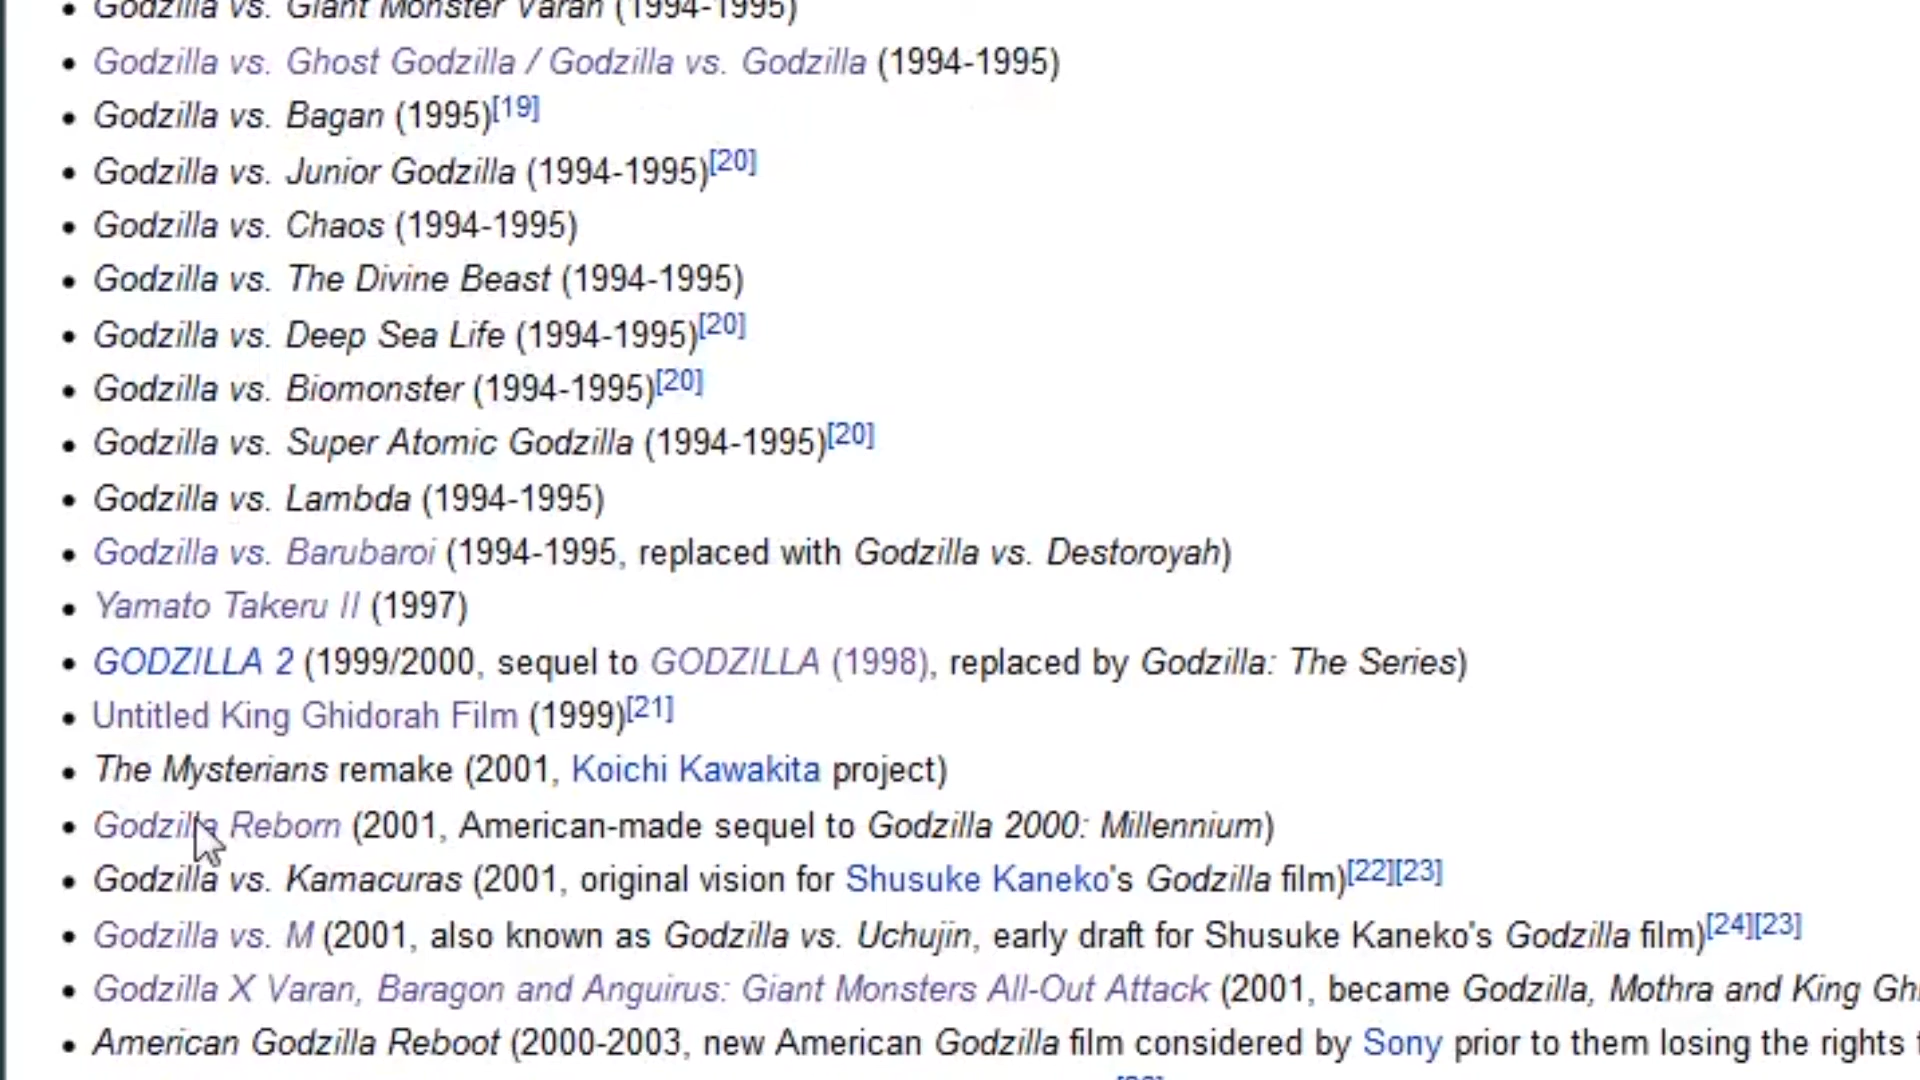 Godzilla vs. Giant Monster Varan (1994-1995)
Godzilla vs. Ghost Godzilla / Godzilla vs. Godzilla (1994-1995)
Godzilla vs. Bagan (1995)[19]
Godzilla vs. Junior Godzilla (1994-1995)[20]
Godzilla vs. Chaos (1994-1995)
Godzilla vs. The Divine Beast (1994-1995)
Godzilla vs. Deep Sea Life (1994-1995)[20]
Godzilla vs. Biomonster (1994-1995)[20]
Godzilla vs. Super Atomic Godzilla (1994-1995)[20]
Godzilla vs. Lambda (1994-1995)
Godzilla vs. Barubaroi (1994-1995, replaced with Godzilla vs. Destoroyah)
Yamato Takeru II (1997)
GODZILLA 2 (1999/2000, sequel to GODZILLA (1998), replaced by Godzilla: The Series)
Untitled King Ghidorah Film (1999)[21]
The Mysterians remake (2001, Koichi Kawakita project)
Godzilla Reborn (2001, American-made sequel to Godzilla 2000: Millennium)
Godzilla vs. Kamacuras (2001, original vision for Shusuke Kaneko's Godzilla film)[22][23]
Godzilla vs. M (2001, also known as Godzilla vs. Uchujin, early draft for Shusuke Kaneko's Godzilla film)[24][23]
Godzilla X Varan, Baragon and Anguirus: Giant Monsters All-Out Attack (2001, became Godzilla, Mothra and King Gh
American Godzilla Reboot (2000-2003, new American Godzilla film considered by Sony prior to them losing the rights